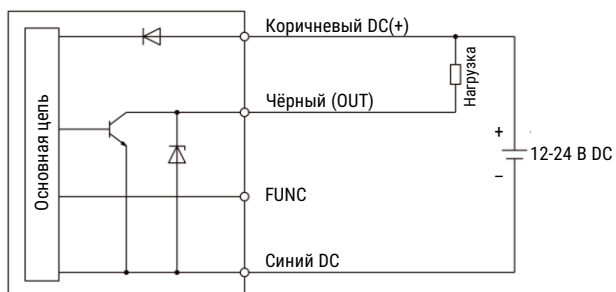 Коричневый DC(+)
Нагрузка
Чёрный (OUT)
Основная цепь
+
12-24 В DC
−
FUNC
Синий DC